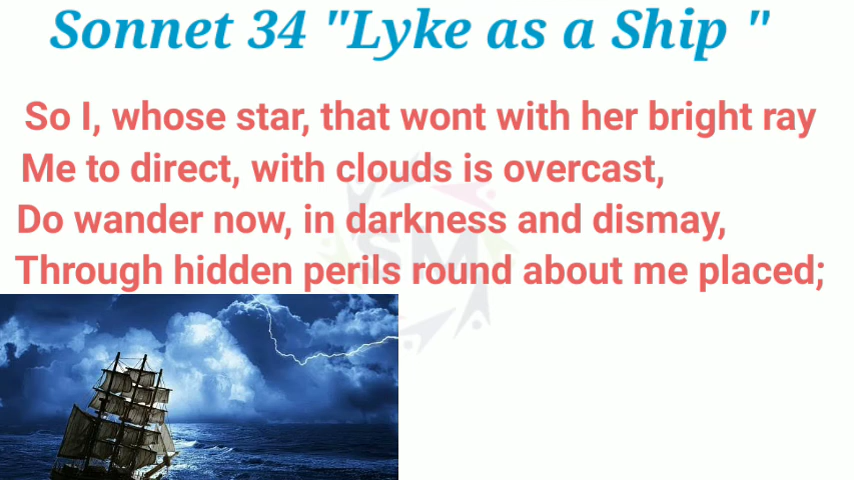 Sonnet 34 "Lyke as a Ship "
So I, whose star, that wont with her bright ray
Me to direct, with clouds is overcast,
Do wander now, in darkness and dismay,
Through hidden perils round about me placed;
SM